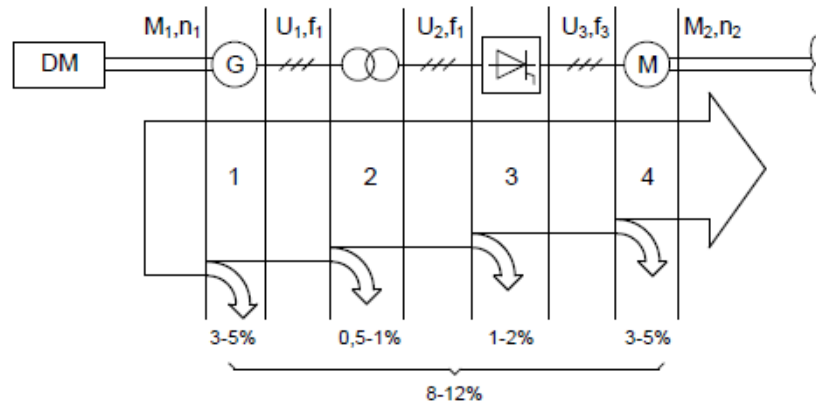 M1,n1 U1,f1 U2,f1 U3,f3 M2,n2
DM G M
1 2 3 4
3-5% 0,5-1% 1-2% 3-5%
8-12%